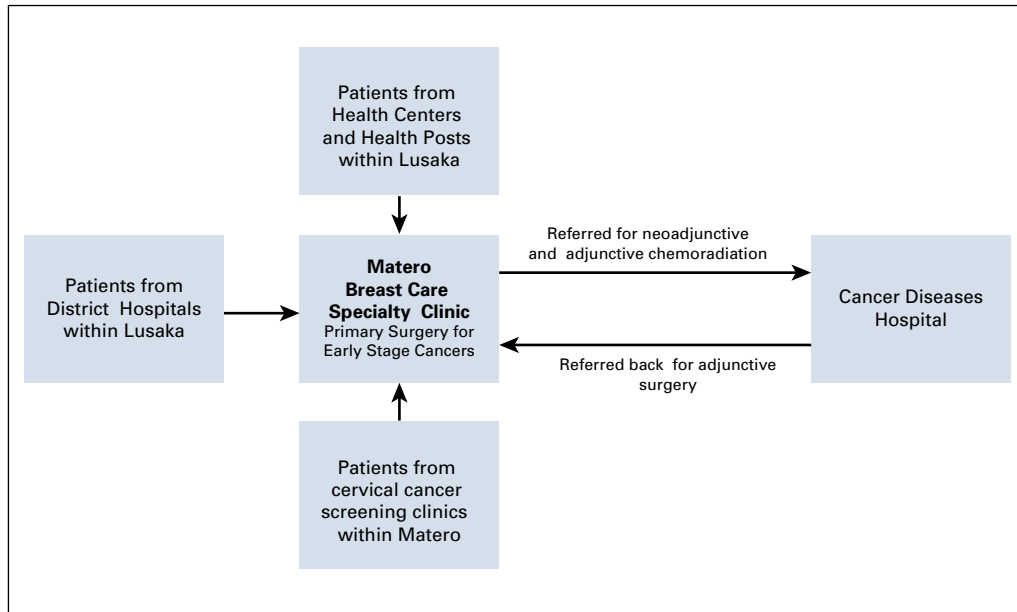 Patients from
Health Centers
and Health Posts
within Lusaka
Patients from
District Hospitals
within Lusaka
Matero
Breast Care
Specialty Clinic
Primary Surgery for
Early Stage Cancers
Referred for neoadjunctive
and adjunctive chemoradiation
Referred back for adjunctive
surgery
Cancer Diseases
Hospital
Patients from
cervical cancer
screening clinics
within Matero